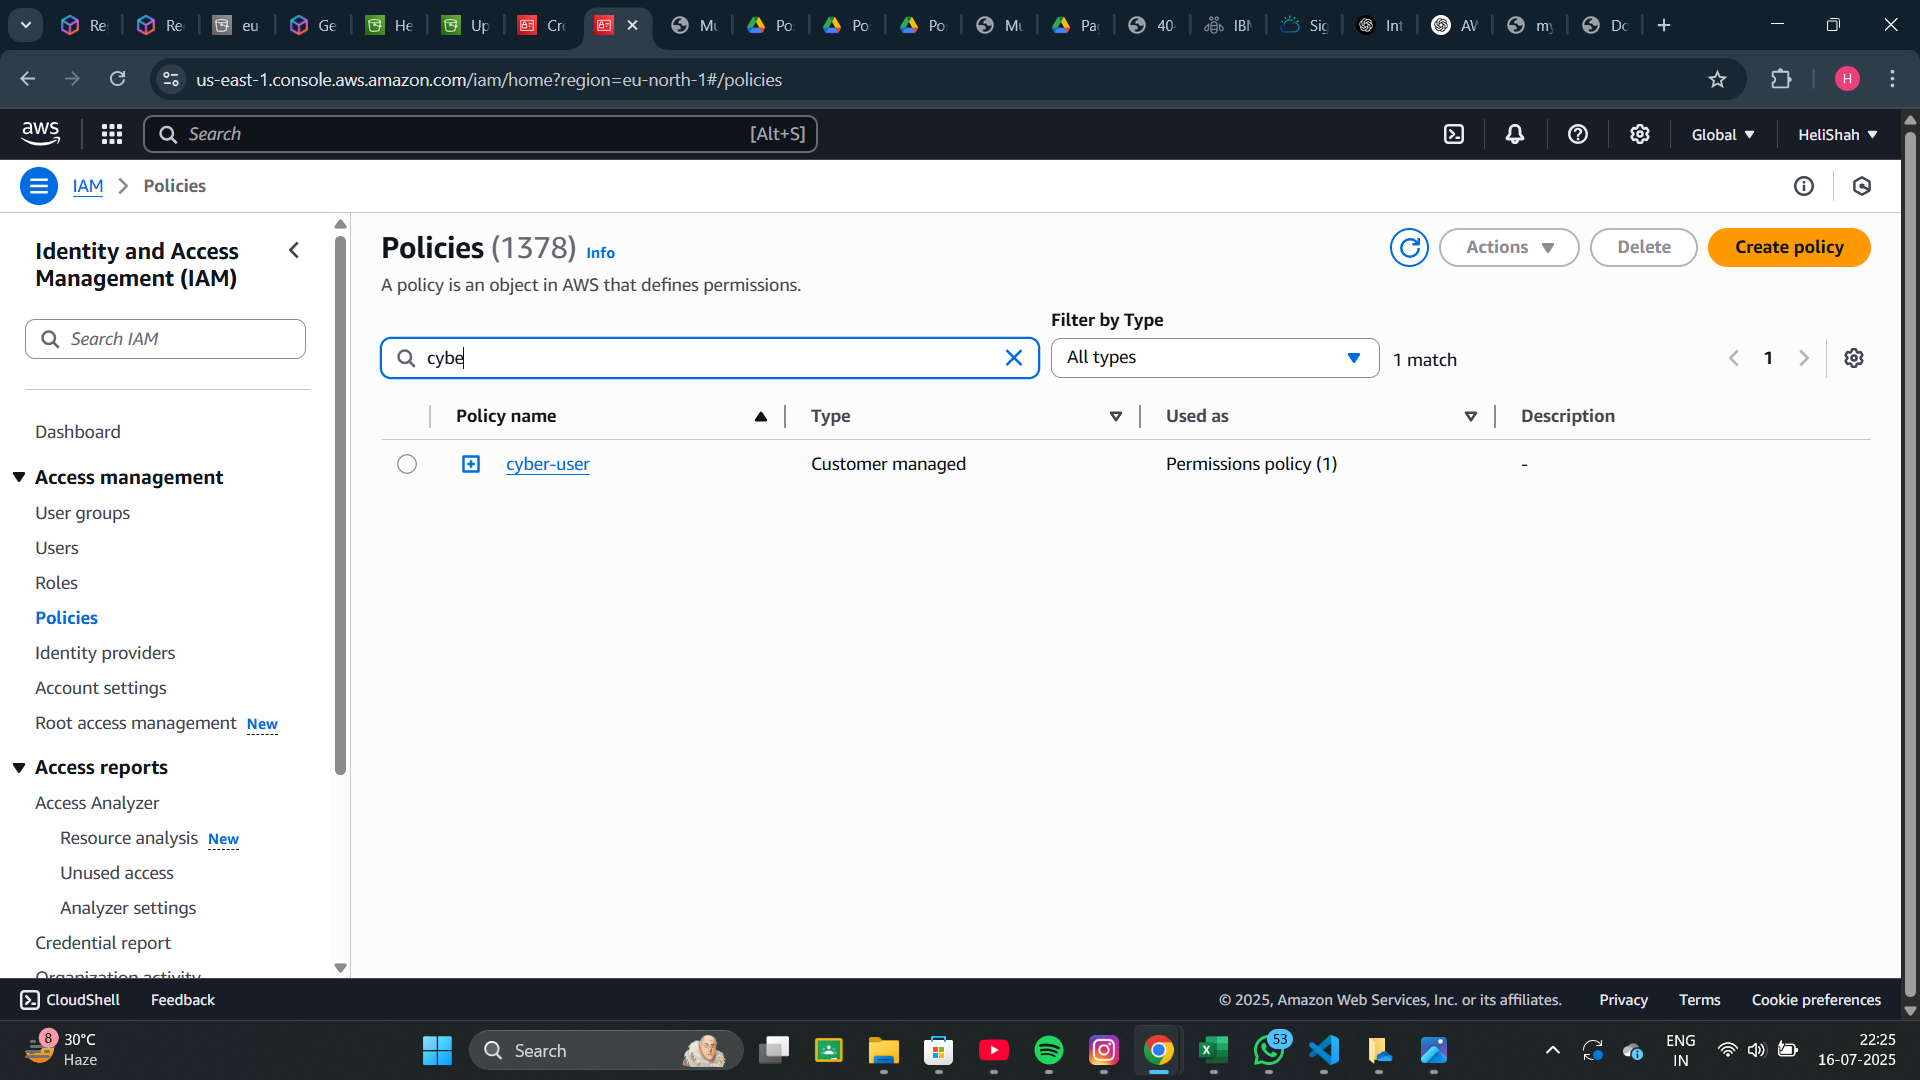 Re
Re
eu
Ge
He
Up
Cre
Mu
Po
Po
Po
Mu
Pa
40
IBM
Sig
Int
AW
my
Do
us-east-1.console.aws.amazon.com/iam/home?region=eu-north-1#/policies
H
aws
Search
[Alt+S]
Global
HeliShah
IAM
Policies
Identity and Access
Management (IAM)
Search IAM
Dashboard
Access management
User groups
Users
Roles
Policies
Identity providers
Account settings
Root access management New
Access reports
Access Analyzer
Resource analysis New
Unused access
Analyzer settings
Credential report
Organization activity
Policies (1378) Info
Actions
Delete
Create policy
A policy is an object in AWS that defines permissions.
Filter by Type
cybe
All types
1 match
1
Policy name
Type
Used as
Description
cyber-user
Customer managed
Permissions policy (1)
-
CloudShell
Feedback
© 2025, Amazon Web Services, Inc. or its affiliates.
Privacy
Terms
Cookie preferences
8
30°C
Haze
Search
53
ENG
IN
22:25
16-07-2025